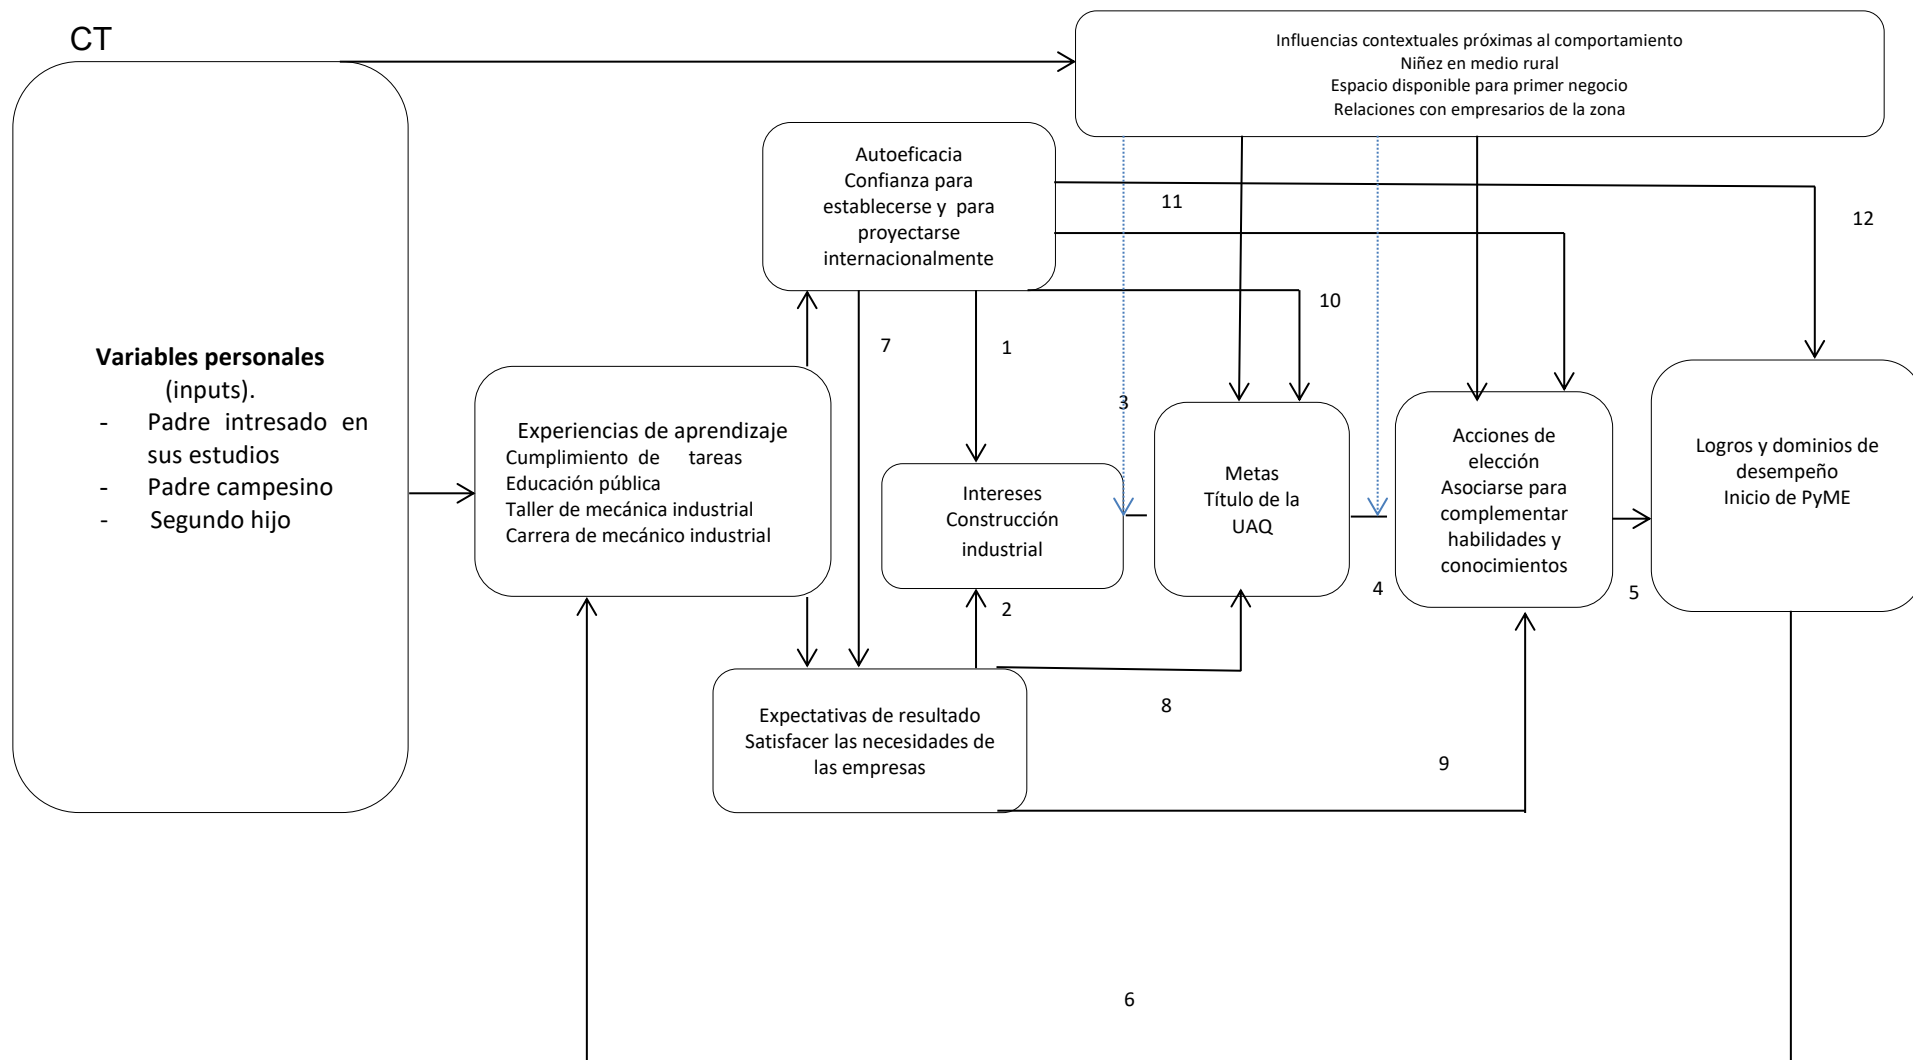 CT
Influencias contextuales próximas al comportamiento
Niñez en medio rural
Espacio disponible para primer negocio
Relaciones con empresarios de la zona
Autoeficacia
Confianza para
establecerse y para
proyectarse
internacionalmente
11
12
10
7
1
3
Variables personales
(inputs).
- Padre intresado en
sus estudios
- Padre campesino
- Segundo hijo
Experiencias de aprendizaje
Cumplimiento de tareas
Educación pública
Taller de mecánica industrial
Carrera de mecánico industrial
Intereses
Construcción
industrial
Metas
Título de la
UAQ
Acciones de
elección
Asociarse para
complementar
habilidades y
conocimientos
Logros y dominios de
desempeño
Inicio de PyME
2
4
5
Expectativas de resultado
Satisfacer las necesidades de
las empresas
8
9
6